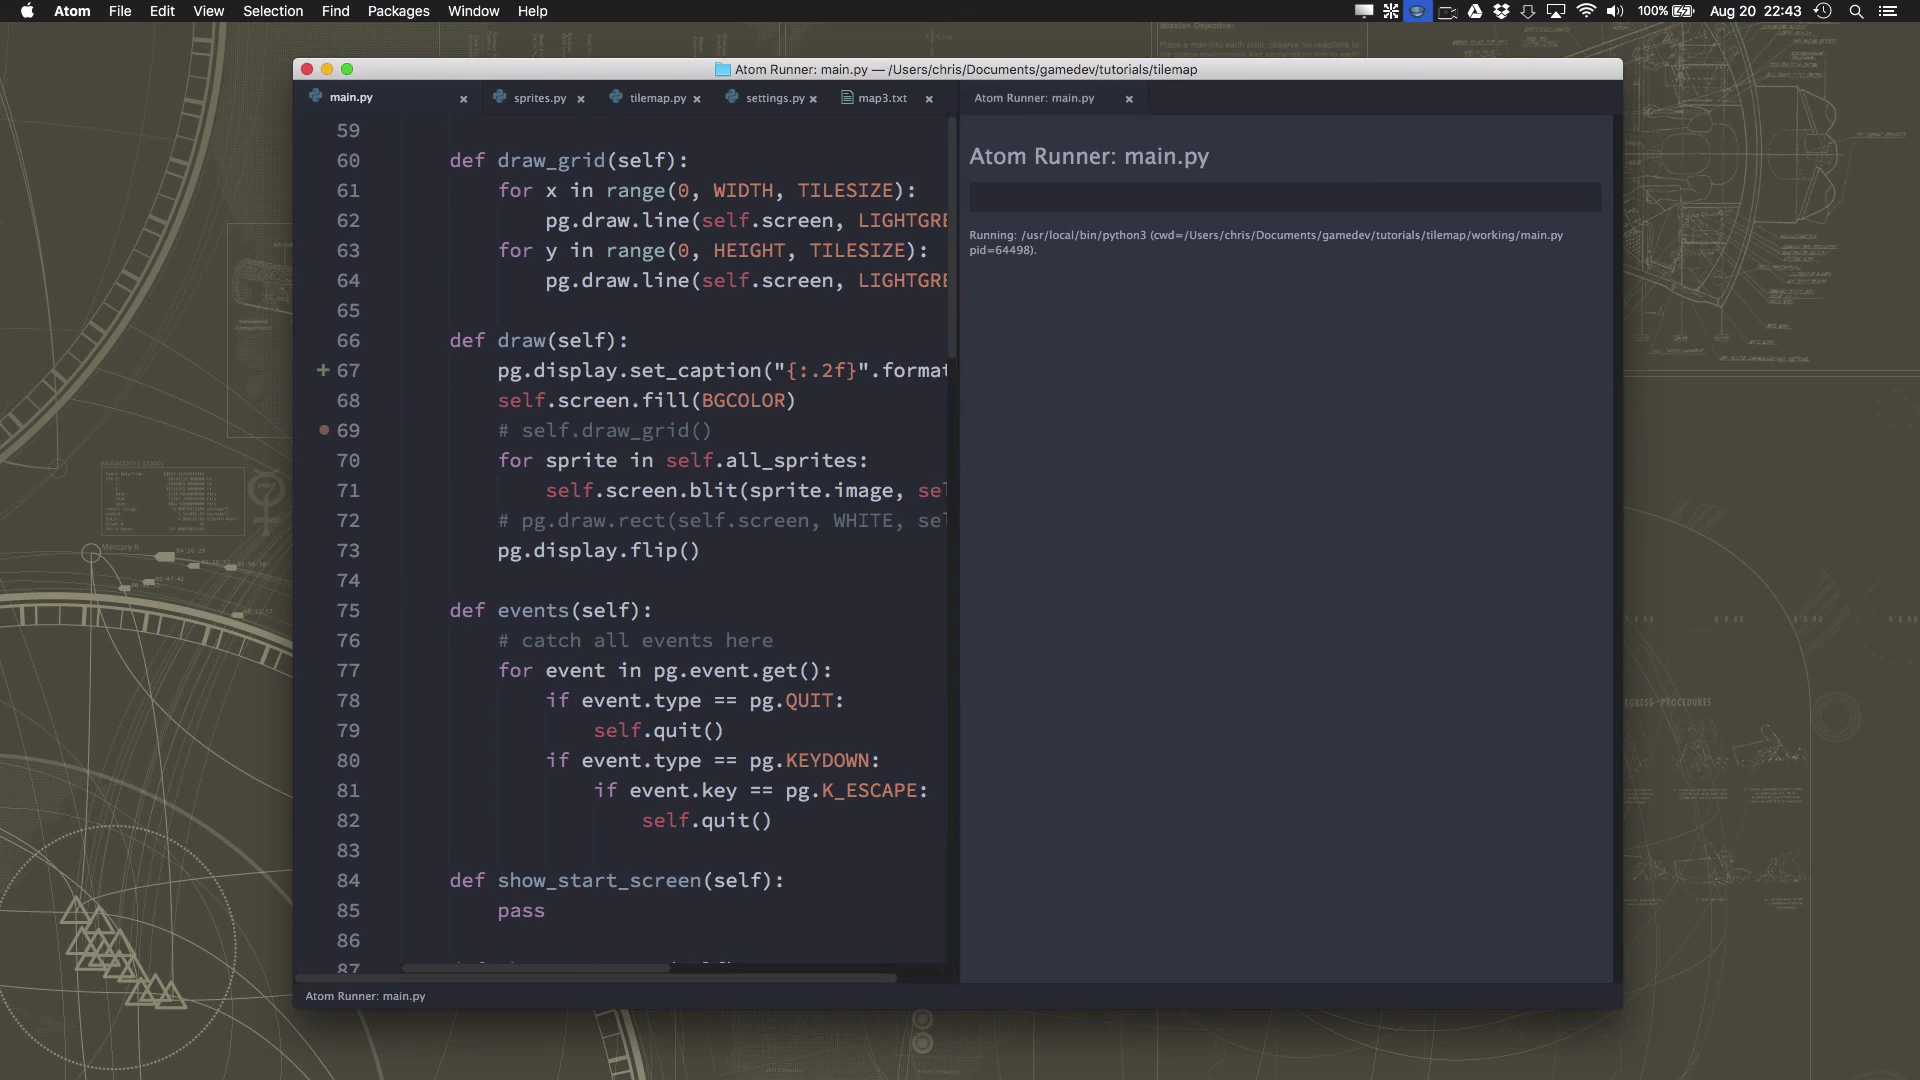 Atom File Edit View Selection Find Packages Window Help
100% Aug 20 22:43
Atom Runner: main.py — /Users/chris/Documents/gamedev/tutorials/tilemap
main.py sprites.py tilemap.py settings.py map3.txt Atom Runner: main.py
59
60 def draw_grid(self):
61 for x in range(0, WIDTH, TILESIZE):
62 pg.draw.line(self.screen, LIGHTGRE
63 for y in range(0, HEIGHT, TILESIZE):
64 pg.draw.line(self.screen, LIGHTGRE
65
66 def draw(self):
67 pg.display.set_caption("{:.2f}".format
68 self.screen.fill(BGCOLOR)
69 # self.draw_grid()
70 for sprite in self.all_sprites:
71 self.screen.blit(sprite.image, sel
72 # pg.draw.rect(self.screen, WHITE, sel
73 pg.display.flip()
74
75 def events(self):
76 # catch all events here
77 for event in pg.event.get():
78 if event.type == pg.QUIT:
79 self.quit()
80 if event.type == pg.KEYDOWN:
81 if event.key == pg.K_ESCAPE:
82 self.quit()
83
84 def show_start_screen(self):
85 pass
86
87
Atom Runner: main.py
Running: /usr/local/bin/python3 (cwd=/Users/chris/Documents/gamedev/tutorials/tilemap/working/main.py
pid=64498).
Atom Runner: main.py
Mission Objective:
Mercury 6